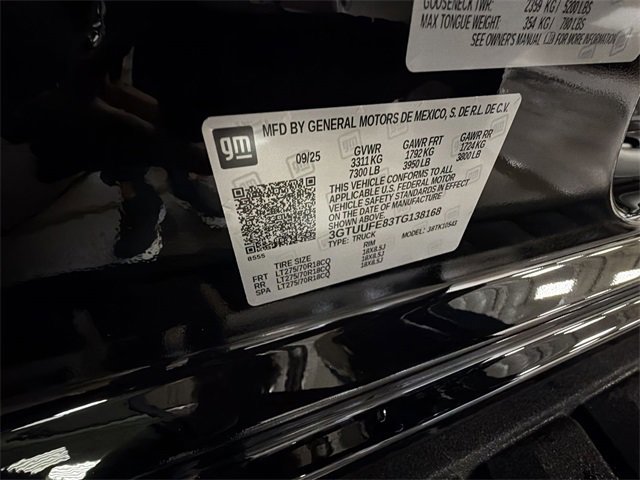 GOOSENECK TWR: 2359 KG / 5200 LBS
MAX TONGUE WEIGHT: 354 KG / 780 LBS
SEE OWNER'S MANUAL FOR MORE INFORMATION
gm
MFD BY GENERAL MOTORS DE MEXICO, S. DE R.L. DE C.V.
09/25 GVWR GAWR FRT GAWR RR
3311 KG 1792 KG 1724 KG
7300 LB 3950 LB 3800 LB
THIS VEHICLE CONFORMS TO ALL
APPLICABLE U.S. FEDERAL MOTOR
VEHICLE SAFETY STANDARDS IN EFFECT
ON THE DATE OF MANUFACTURE
SHOWN ABOVE.
3GTUUFE83TG138168
TYPE: TRUCK MODEL: 38TK10543
8555
TIRE SIZE RIM
FRT LT275/70R18CQ 18X8.5J
RR LT275/70R18CQ 18X8.5J
SPA LT275/70R18CQ 18X8.5J